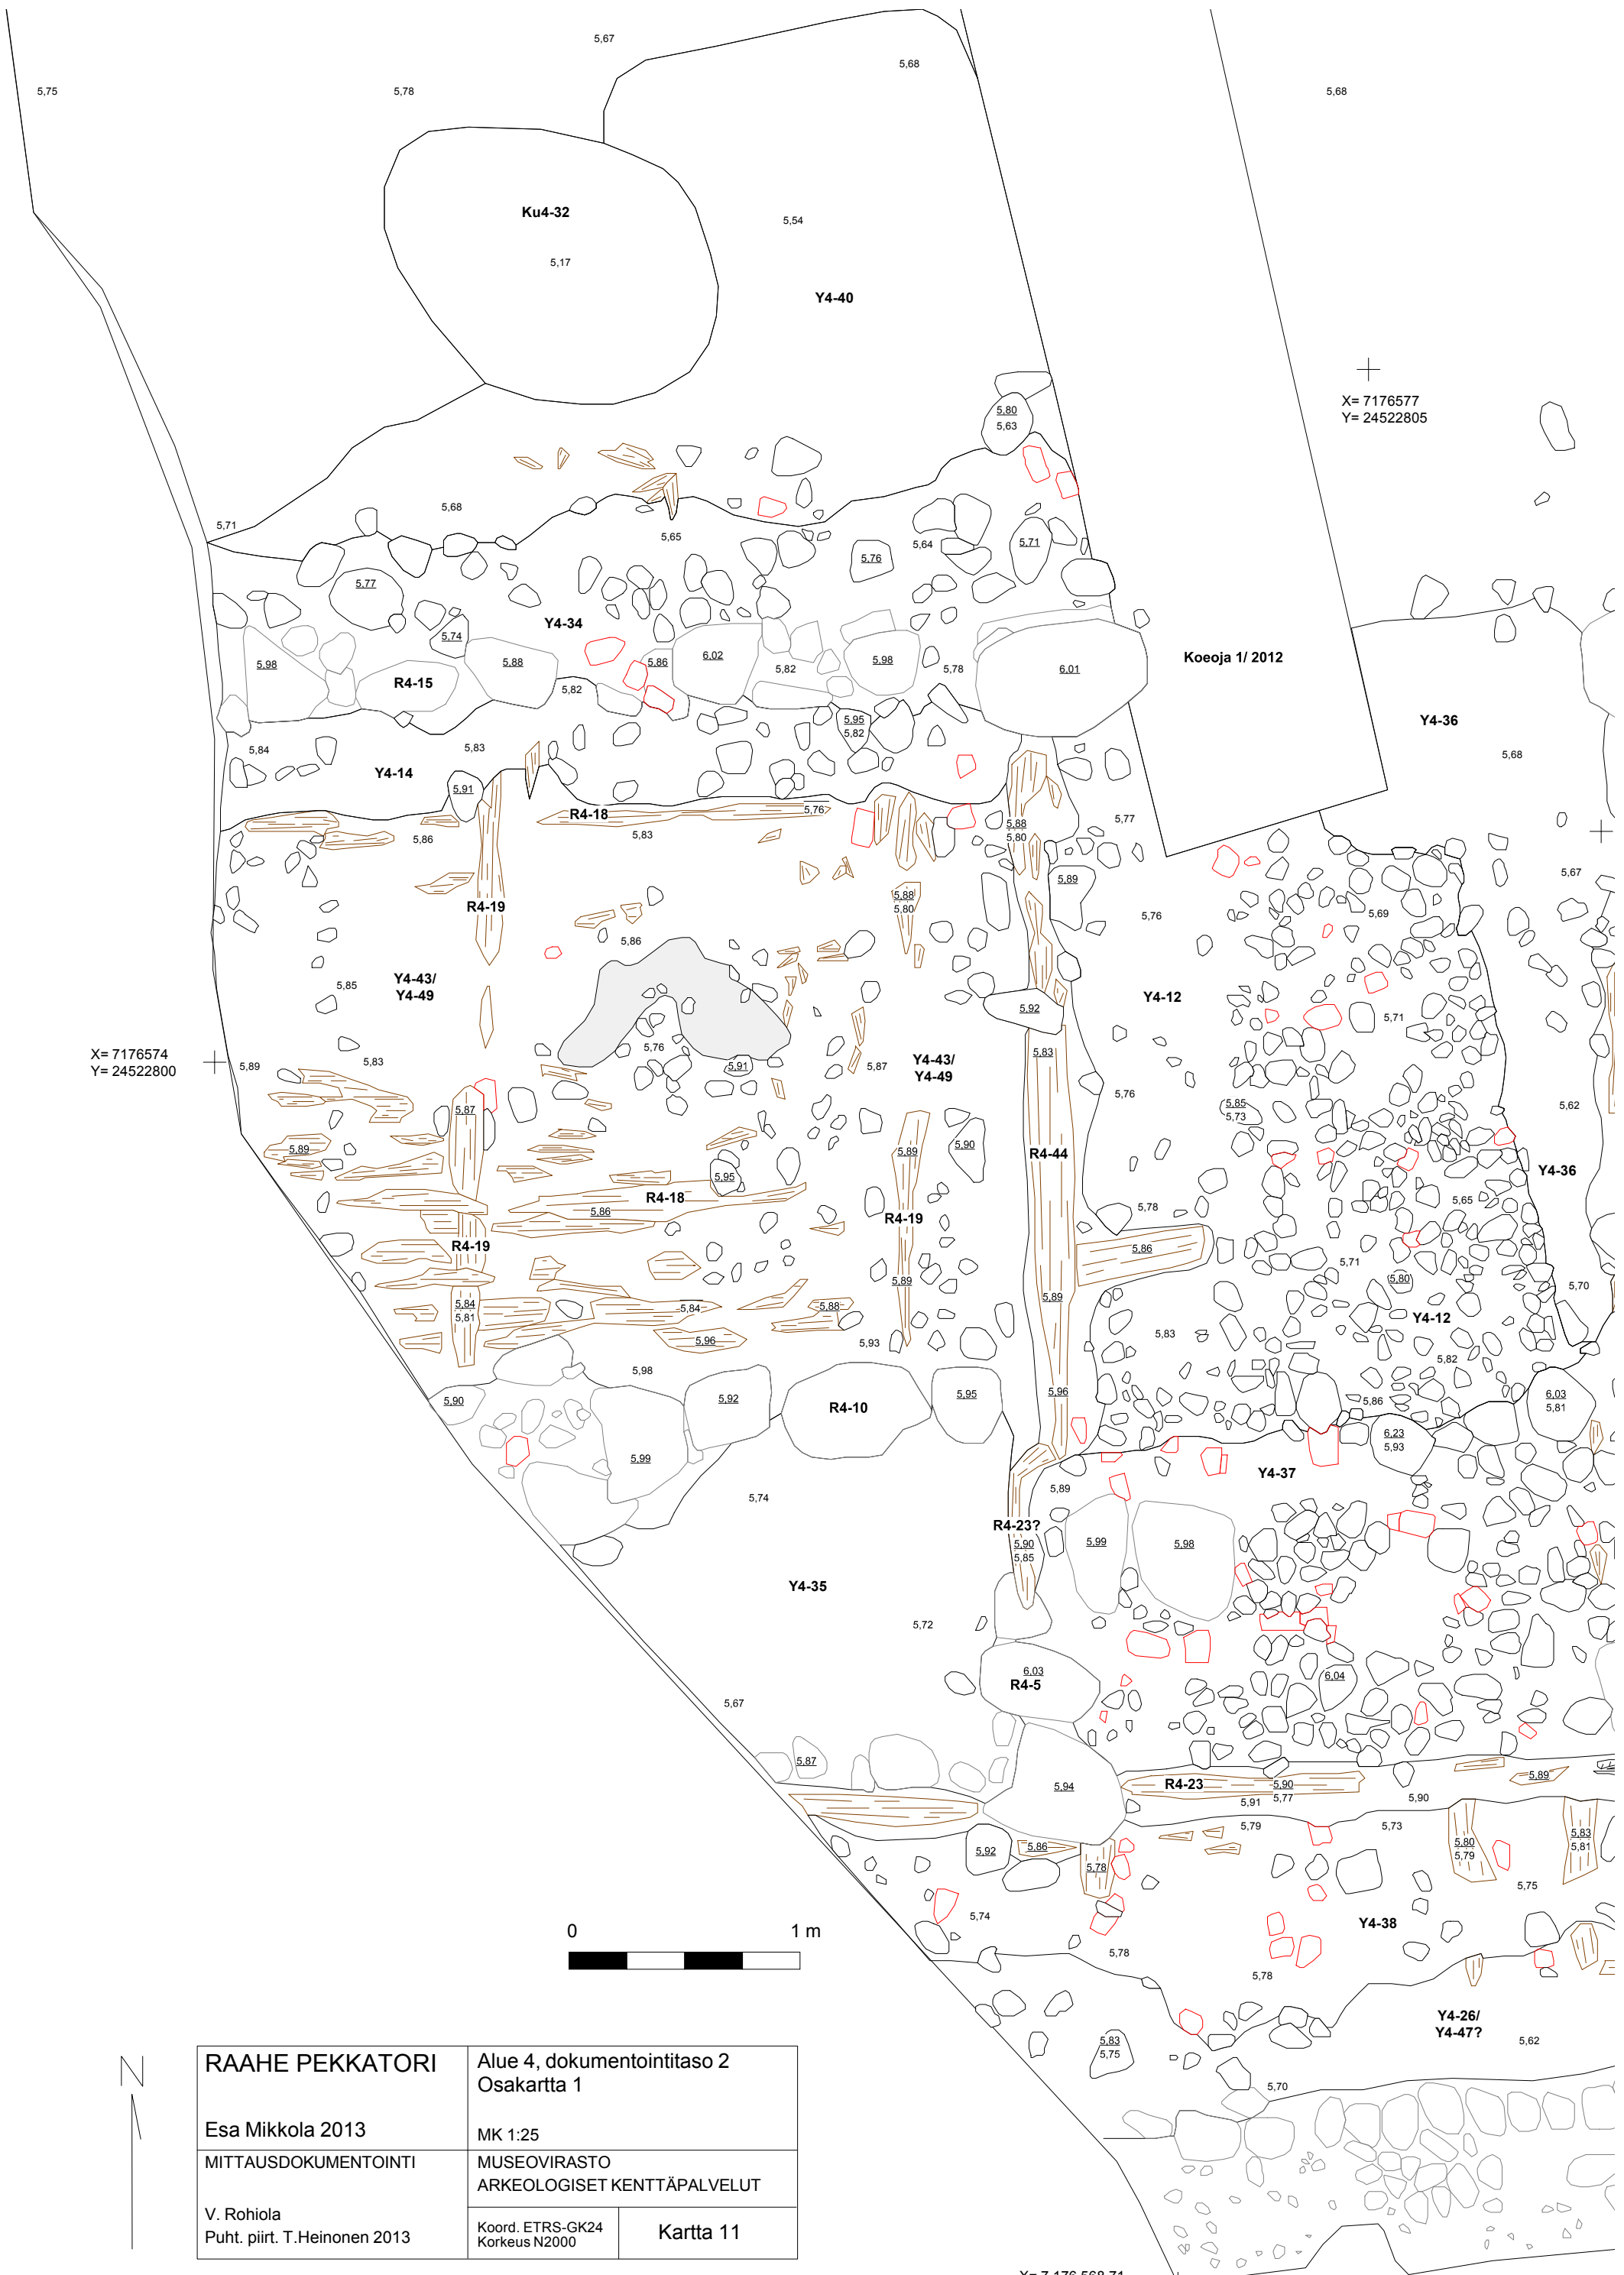 5,67
5,68
5,75
5,78
5,68
Ku4-32
5,54
5,17
Y4-40
X= 7176577
Y= 24522805
5,80
5,63
5,68
5,71
5,65
5,64
5,71
5,76
5,77
Y4-34
5,74
5,98
5,88
5,86
6,02
5,82
5,98
5,78
6,01
Koeoja 1/ 2012
R4-15
5,82
5,95
5,82
Y4-36
5,84
5,83
5,68
Y4-14
5,91
R4-18
5,76
5,83
5,86
5,88
5,80
5,77
5,67
5,89
5,88
5,80
R4-19
5,76
5,69
5,86
Y4-43/
Y4-49
5,85
Y4-12
5,92
5,71
X= 7176574
Y= 24522800
5,89
5,83
5,76
5,91
5,87
Y4-43/
Y4-49
5,83
5,76
5,87
5,85
5,73
5,62
5,89
5,89
5,90
R4-44
5,95
R4-18
5,86
Y4-36
5,65
5,78
R4-19
R4-19
5,86
5,71
5,89
5,80
5,70
5,84
5,81
5,84
5,88
5,89
Y4-12
5,83
5,96
5,93
5,82
5,98
5,90
5,92
R4-10
5,95
5,96
5,86
6,03
5,81
6,23
5,93
5,99
Y4-37
5,74
5,89
R4-23?
5,90
5,85
5,99
5,98
Y4-35
5,72
6,03
R4-5
6,04
5,67
5,87
5,94
R4-23
5,90
5,91
5,77
5,90
5,89
5,79
5,73
5,92
5,86
5,78
5,80
5,79
5,83
5,81
5,75
5,74
Y4-38
5,78
5,78
0 1 m
Y4-26/
Y4-47?
5,62
5,83
5,75
5,70
N
RAAHE PEKKATORI
Esa Mikkola 2013
Alue 4, dokumentointitaso 2
Osakartta 1
MK 1:25
MITTAUSDOKUMENTOINTI
V. Rohiola
Puht. piirt. T.Heinonen 2013
MUSEOVIRASTO
ARKEOLOGISET KENTTÄPALVELUT
Koord. ETRS-GK24
Korkeus N2000
Kartta 11